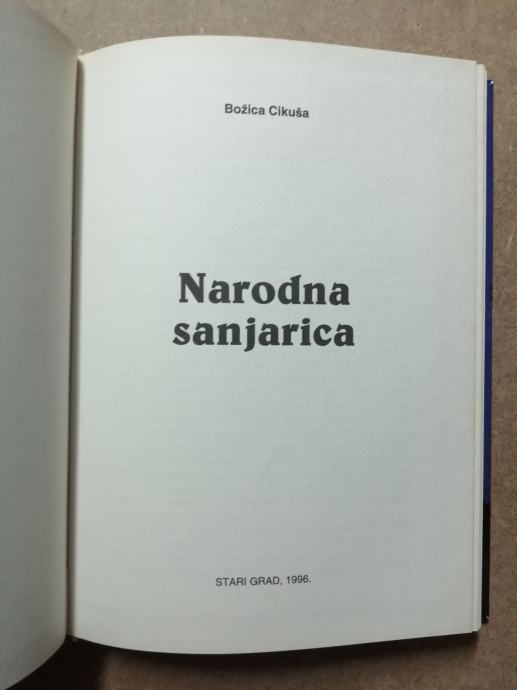 Božica Cikuša
Narodna
sanjarica
STARI GRAD, 1996.